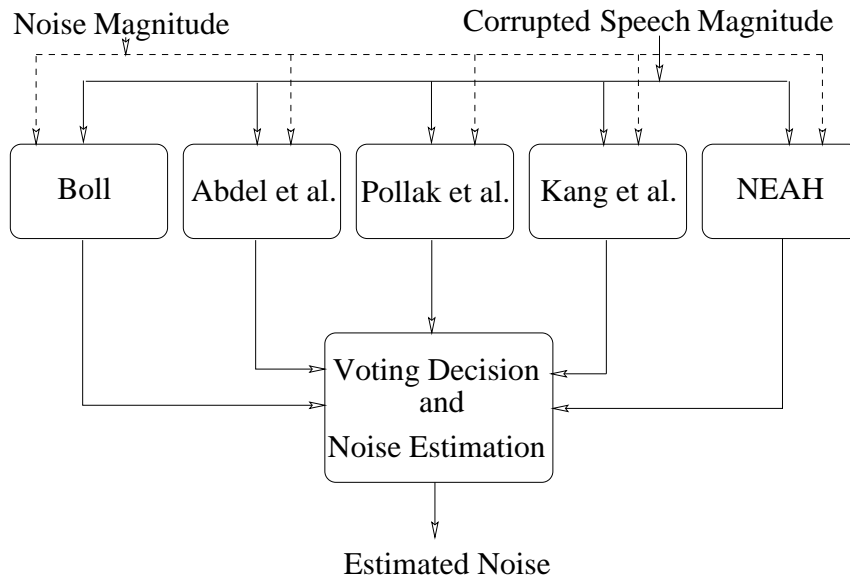 Noise Magnitude
Corrupted Speech Magnitude
Boll
Abdel et al.
Pollak et al.
Kang et al.
NEAH
Voting Decision
and
Noise Estimation
Estimated Noise